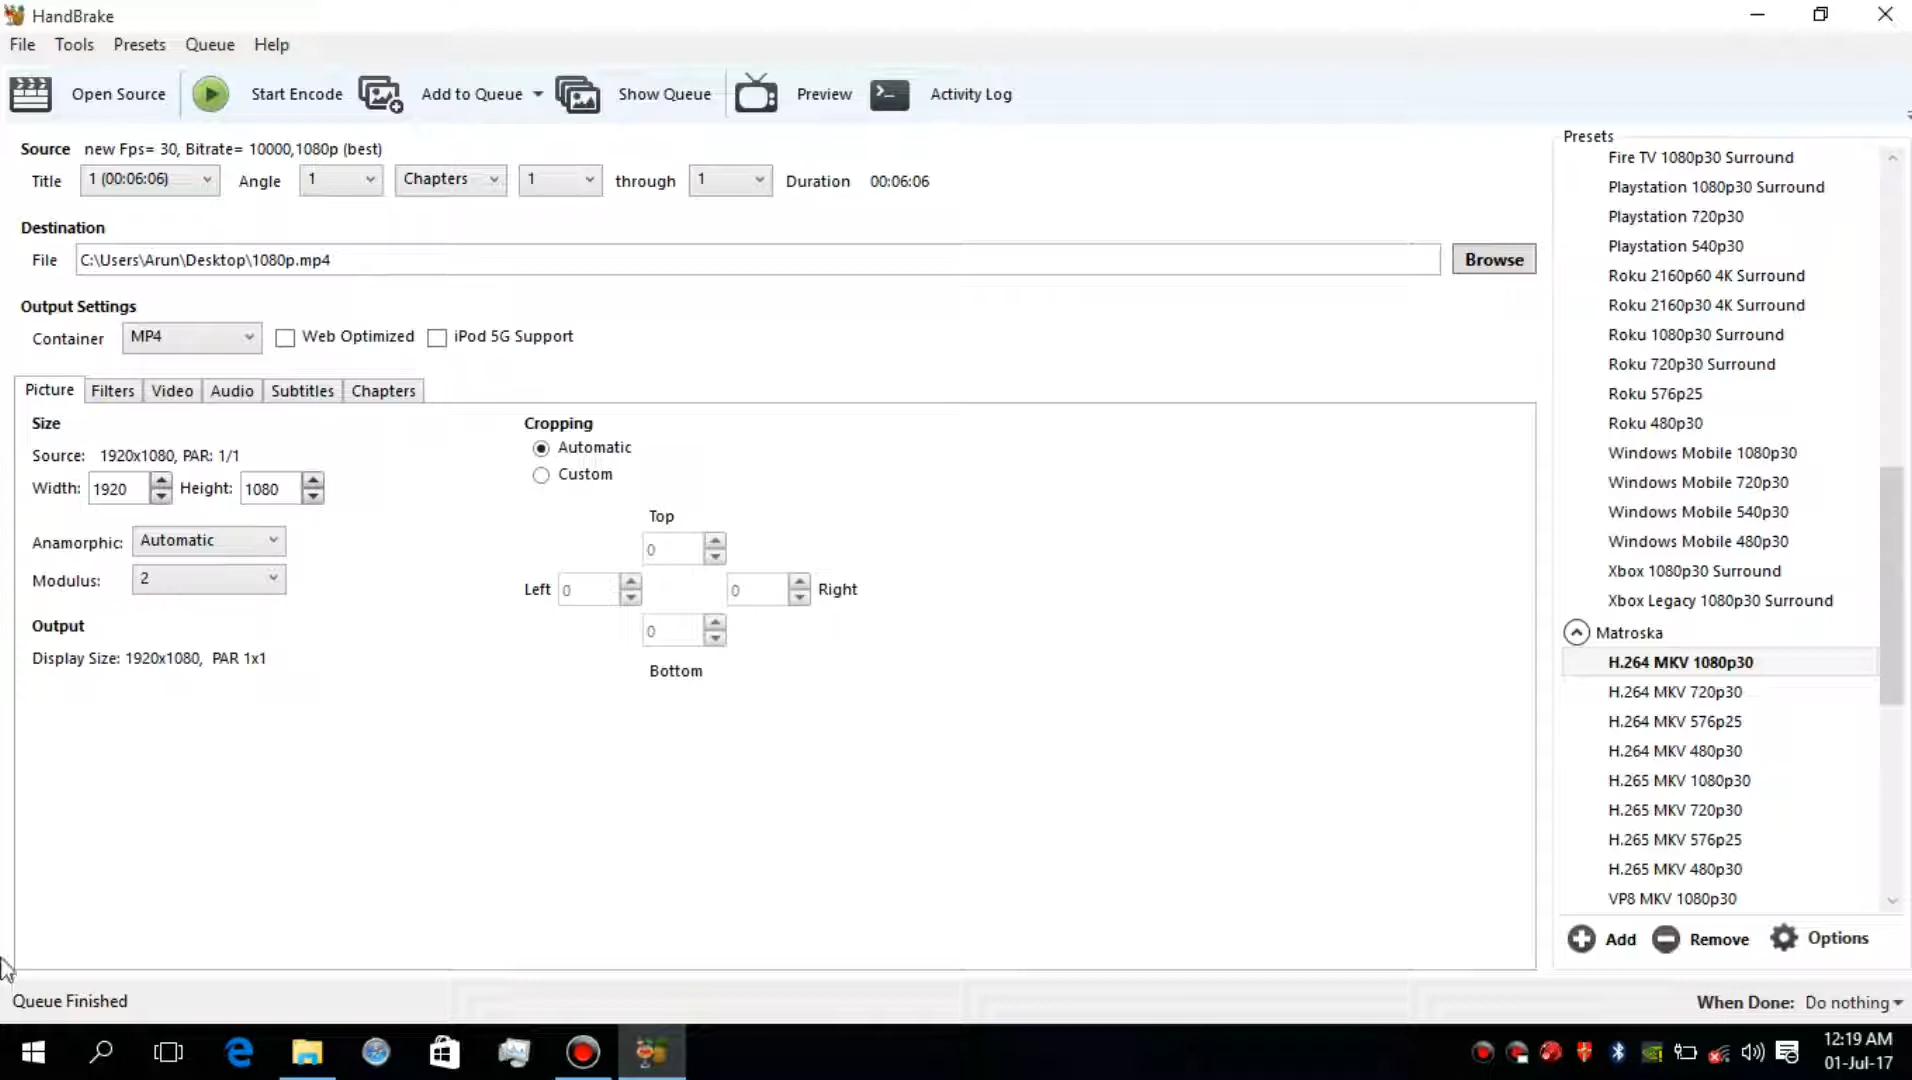 HandBrake
File Tools Presets Queue Help
Open Source Start Encode Add to Queue Show Queue Preview Activity Log
Source new Fps= 30, Bitrate= 10000,1080p (best)
Title 1 (00:06:06) Angle 1 Chapters 1 through 1 Duration 00:06:06
Destination
File C:\Users\Arun\Desktop\1080p.mp4 Browse
Output Settings
Container MP4 Web Optimized iPod 5G Support
Picture Filters Video Audio Subtitles Chapters
Size
Source: 1920x1080, PAR: 1/1
Width: 1920 Height: 1080
Anamorphic: Automatic
Modulus: 2
Output
Display Size: 1920x1080, PAR 1x1
Cropping
Automatic
Custom
Top
0
Left 0 0 Right
0
Bottom
Presets
Fire TV 1080p30 Surround
Playstation 1080p30 Surround
Playstation 720p30
Playstation 540p30
Roku 2160p60 4K Surround
Roku 2160p30 4K Surround
Roku 1080p30 Surround
Roku 720p30 Surround
Roku 576p25
Roku 480p30
Windows Mobile 1080p30
Windows Mobile 720p30
Windows Mobile 540p30
Windows Mobile 480p30
Xbox 1080p30 Surround
Xbox Legacy 1080p30 Surround
Matroska
H.264 MKV 1080p30
H.264 MKV 720p30
H.264 MKV 576p25
H.264 MKV 480p30
H.265 MKV 1080p30
H.265 MKV 720p30
H.265 MKV 576p25
H.265 MKV 480p30
VP8 MKV 1080p30
Add Remove Options
Queue Finished When Done: Do nothing
12:19 AM
01-Jul-17